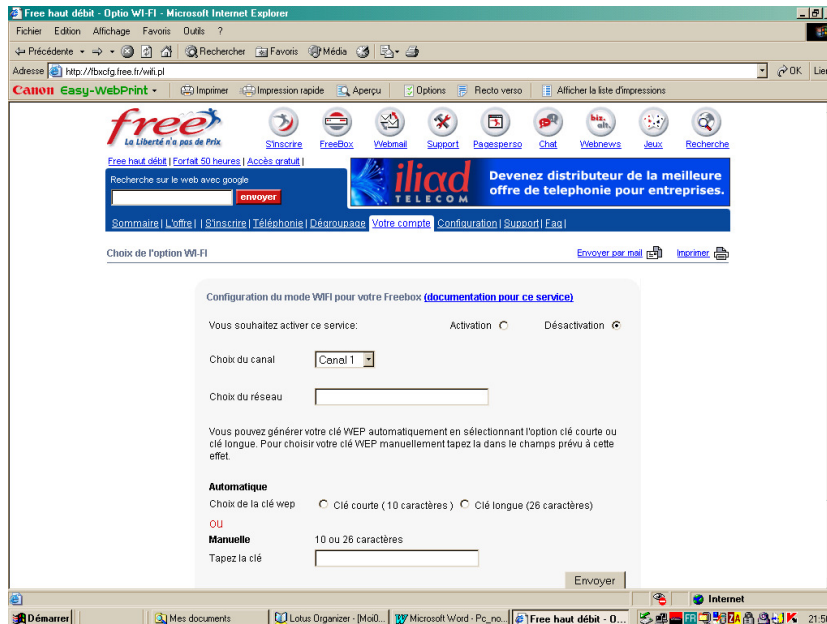 Free haut débit - Optio WI-FI - Microsoft Internet Explorer
Fichier Edition Affichage Favoris Outils ?
Précédente Rechercher Favoris Média
Adresse http://fbxcfg.free.fr/wifi.pl OK Lier
Canon Easy-WebPrint Imprimer Impression rapide Aperçu Options Recto verso Afficher la liste d'impressions
free
La Liberté n'a pas de Prix
S'inscrire FreeBox Webmail Support Pagesperso Chat Webnews Jeux Recherche
biz. alt.
Free haut débit | Forfait 50 heures | Accès gratuit |
Recherche sur le web avec google
envoyer
iliad TELECOM
Devenez distributeur de la meilleure
offre de telephonie pour entreprises.
Sommaire | L'offre | | S'inscrire | Téléphonie | Dégroupage Votre compte Configuration | Support | Faq |
Choix de l'option WI-FI Envoyer par mail Imprimer
Configuration du mode WIFI pour votre Freebox (documentation pour ce service)
Vous souhaitez activer ce service: Activation Désactivation
Choix du canal Canal 1
Choix du réseau
Vous pouvez générer votre clé WEP automatiquement en sélectionnant l'option clé courte ou
clé longue. Pour choisir votre clé WEP manuellement tapez la dans le champs prévu à cette
effet.
Automatique
Choix de la clé wep Clé courte ( 10 caractères ) Clé longue (26 caractères)
OU
Manuelle 10 ou 26 caractères
Tapez la clé
Envoyer
Internet
Démarrer Mes documents Lotus Organizer - [Moi0... Microsoft Word - Pc_no... Free haut débit - O...